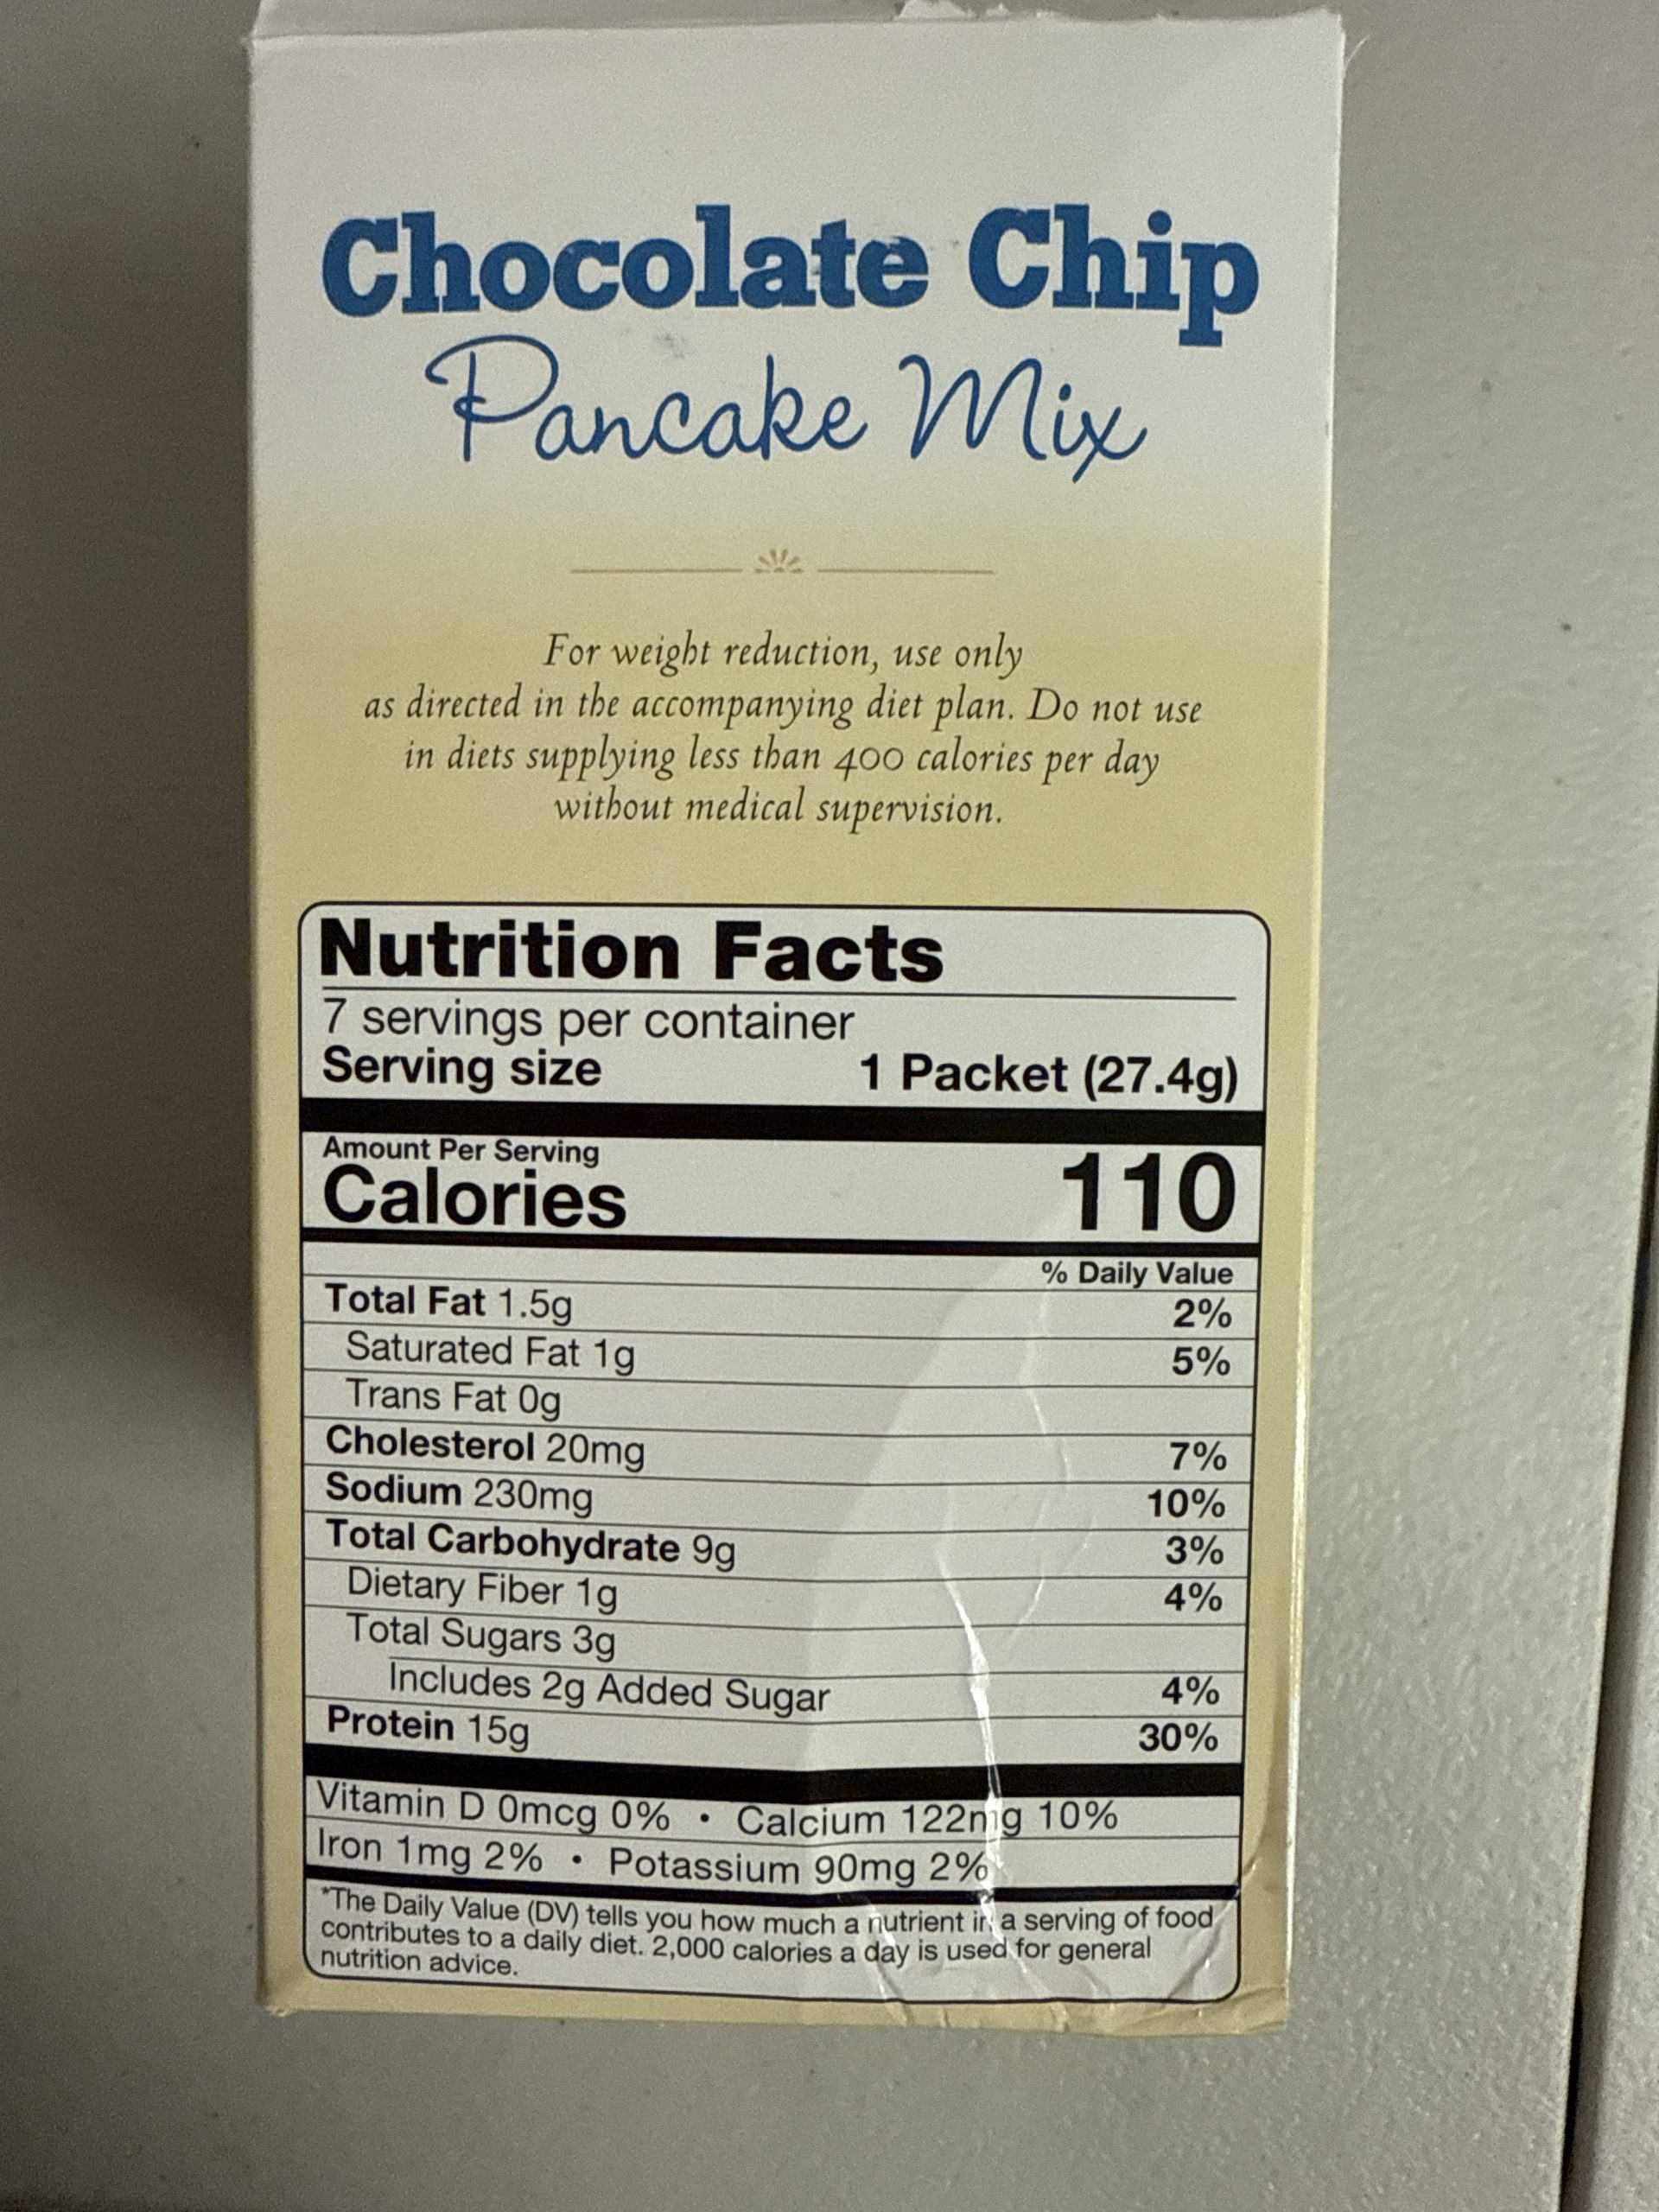 Chocolate Chip
Pancake Mix
For weight reduction, use only
as directed in the accompanying diet plan. Do not use
in diets supplying less than 400 calories per day
without medical supervision.
Nutrition Facts
7 servings per container
Serving size 1 Packet (27.4g)
Amount Per Serving
Calories 110
% Daily Value
Total Fat 1.5g 2%
Saturated Fat 1g 5%
Trans Fat 0g
Cholesterol 20mg 7%
Sodium 230mg 10%
Total Carbohydrate 9g 3%
Dietary Fiber 1g 4%
Total Sugars 3g
Includes 2g Added Sugar 4%
Protein 15g 30%
Vitamin D 0mcg 0% • Calcium 122mg 10%
Iron 1mg 2% • Potassium 90mg 2%
*The Daily Value (DV) tells you how much a nutrient in a serving of food
contributes to a daily diet. 2,000 calories a day is used for general
nutrition advice.